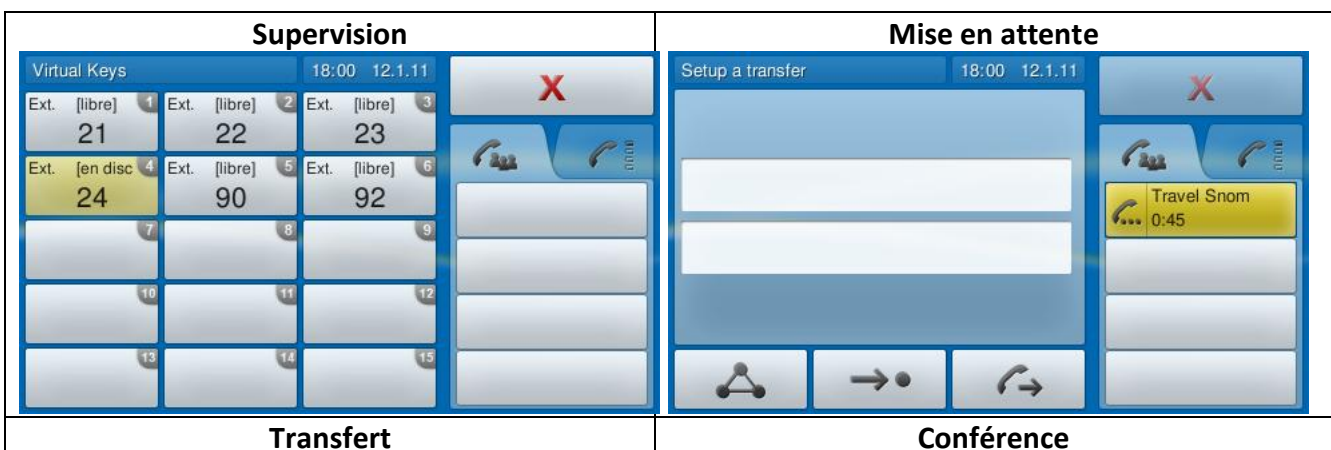 Supervision
Mise en attente
Virtual Keys 18:00 12.1.11
Ext. [libre] 1 Ext. [libre] 2 Ext. [libre] 3
21 22 23
Ext. [en disc 4 Ext. [libre] 5 Ext. [libre] 6
24 90 92
7 8 9
10 11 12
13 14 15
Setup a transfer 18:00 12.1.11
X
X
Travel Snom
0:45
Transfert
Conférence